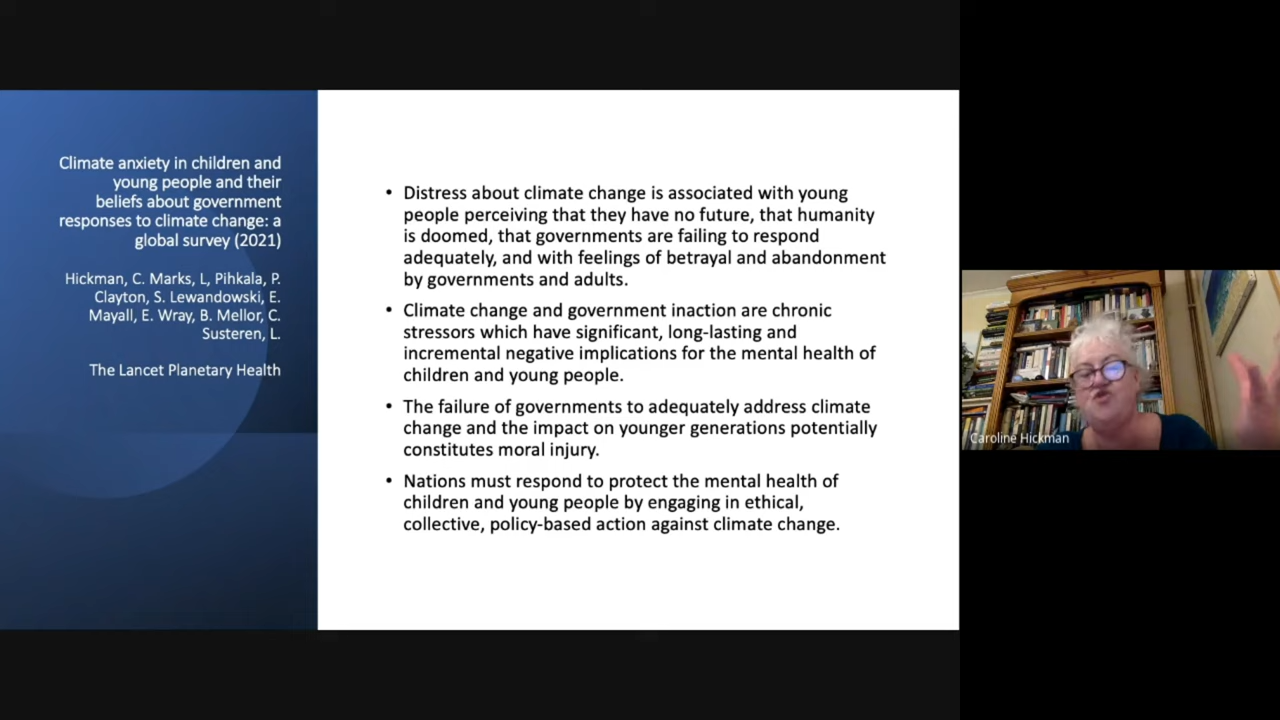 Climate anxiety in children and
young people and their
beliefs about government
responses to climate change: a
global survey (2021)
Hickman, C. Marks, L, Pihkala, P.
Clayton, S. Lewandowski, E.
Mayall, E. Wray, B. Mellor, C.
Susteren, L.
The Lancet Planetary Health
• Distress about climate change is associated with young
people perceiving that they have no future, that humanity
is doomed, that governments are failing to respond
adequately, and with feelings of betrayal and abandonment
by governments and adults.
• Climate change and government inaction are chronic
stressors which have significant, long-lasting and
incremental negative implications for the mental health of
children and young people.
• The failure of governments to adequately address climate
change and the impact on younger generations potentially
constitutes moral injury.
• Nations must respond to protect the mental health of
children and young people by engaging in ethical,
collective, policy-based action against climate change.
Caroline Hickman